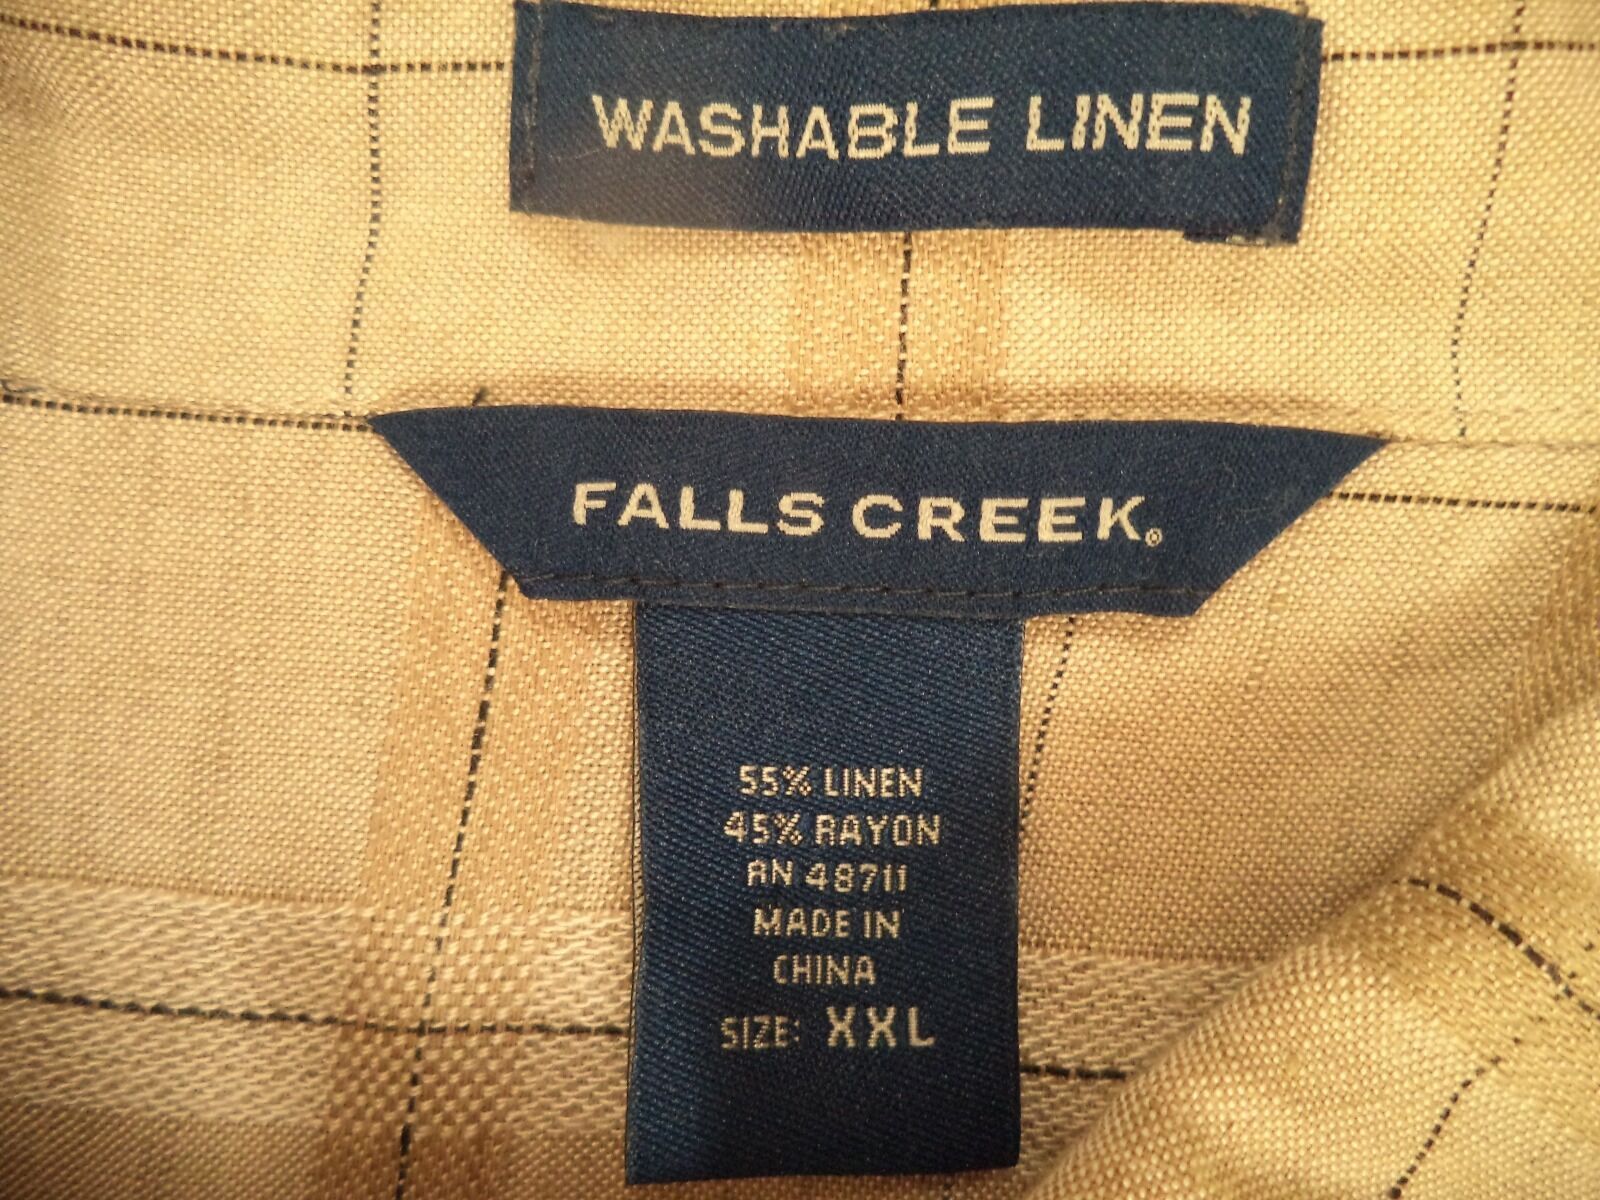 WASHABLE LINEN
FALLS CREEK®
55% LINEN
45% RAYON
RN 48711
MADE IN
CHINA
SIZE: XXL